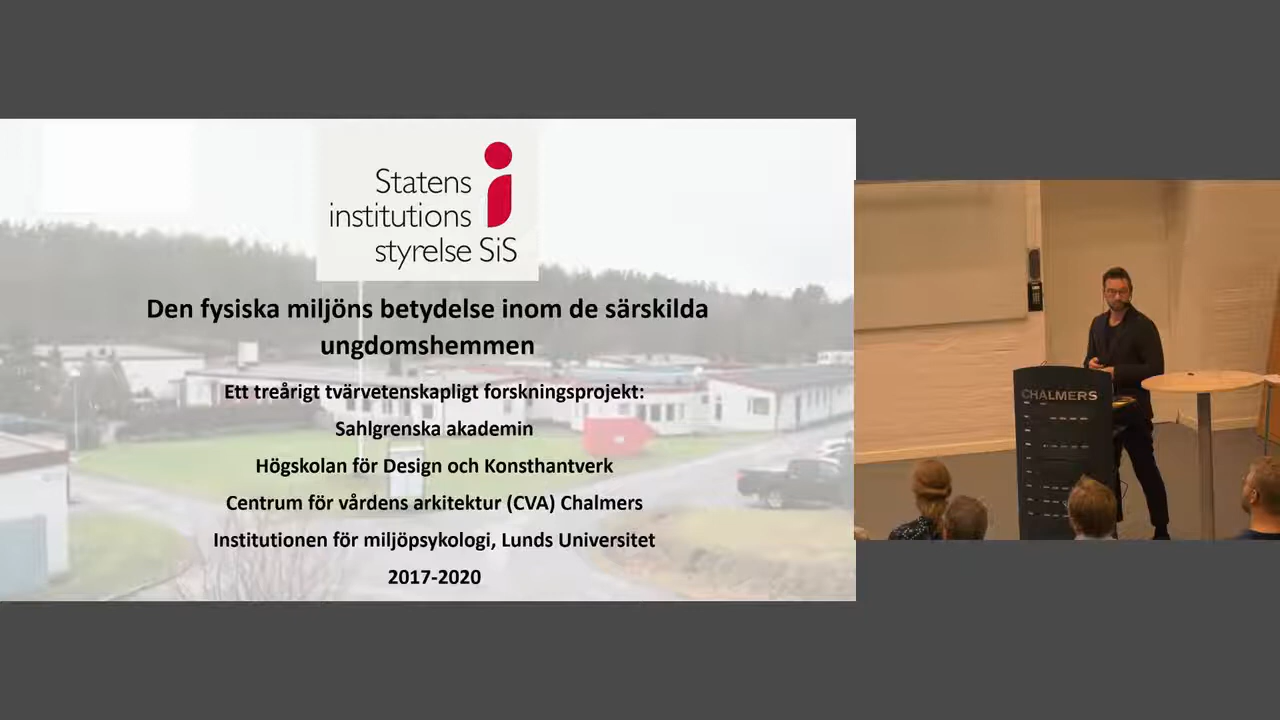 Statens
institutions
styrelse SiS
Den fysiska miljöns betydelse inom de särskilda
ungdomshemmen
Ett treårigt tvärvetenskapligt forskningsprojekt:
Sahlgrenska akademin
Högskolan för Design och Konsthantverk
Centrum för vårdens arkitektur (CVA) Chalmers
Institutionen för miljöpsykologi, Lunds Universitet
2017-2020
CHALMERS